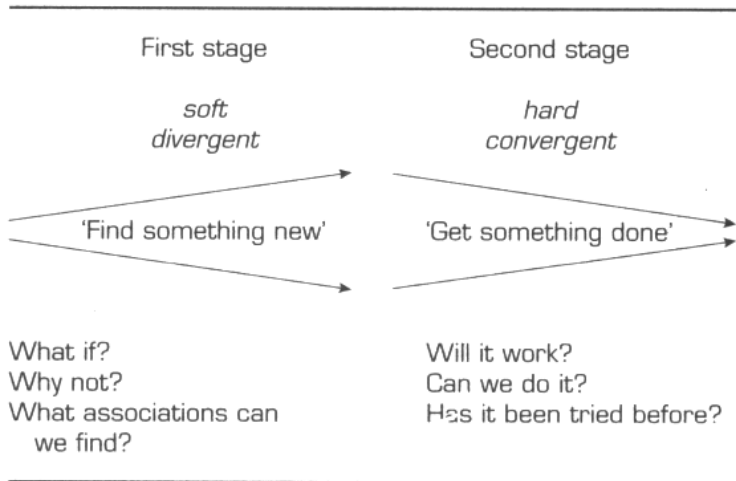 First stage
soft
divergent
'Find something new'
What if?
Why not?
What associations can
we find?
Second stage
hard
convergent
'Get something done'
Will it work?
Can we do it?
Has it been tried before?